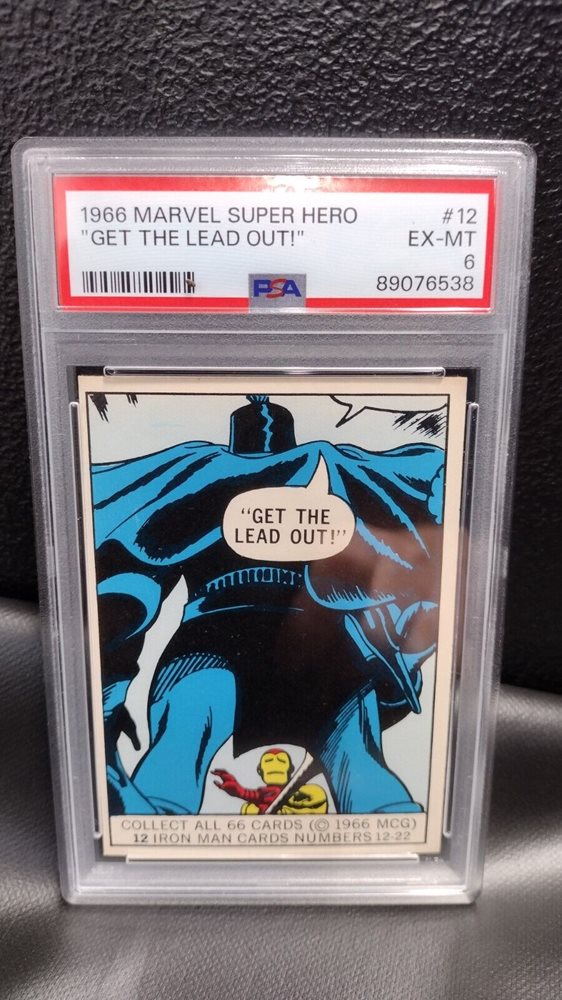 1966 MARVEL SUPER HERO #12
"GET THE LEAD OUT!" EX-MT
6
PSA 89076538
"GET THE
LEAD OUT!"
COLLECT ALL 66 CARDS (© 1966 MCG)
12 IRON MAN CARDS NUMBERS 12-22